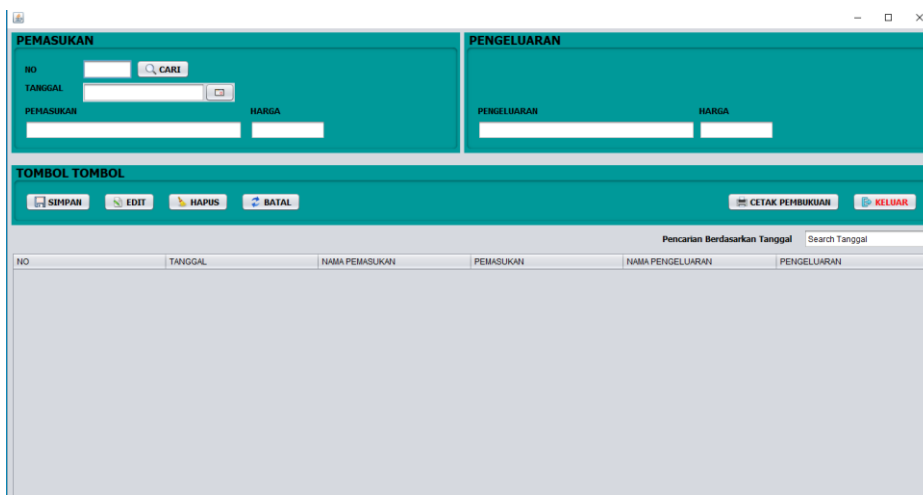 PEMASUKAN
NO
CARI
TANGGAL
PEMASUKAN HARGA
PENGELUARAN
PENGELUARAN HARGA
TOMBOL TOMBOL
SIMPAN EDIT HAPUS BATAL CETAK PEMBUKUAN KELUAR
Pencarian Berdasarkan Tanggal Search Tanggal
NO TANGGAL NAMA PEMASUKAN PEMASUKAN NAMA PENGELUARAN PENGELUARAN